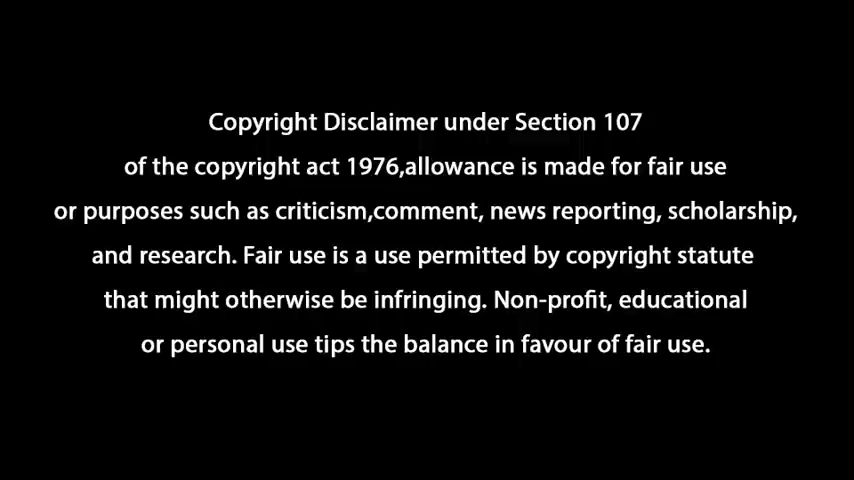 Copyright Disclaimer under Section 107
of the copyright act 1976,allowance is made for fair use
or purposes such as criticism,comment, news reporting, scholarship,
and research. Fair use is a use permitted by copyright statute
that might otherwise be infringing. Non-profit, educational
or personal use tips the balance in favour of fair use.